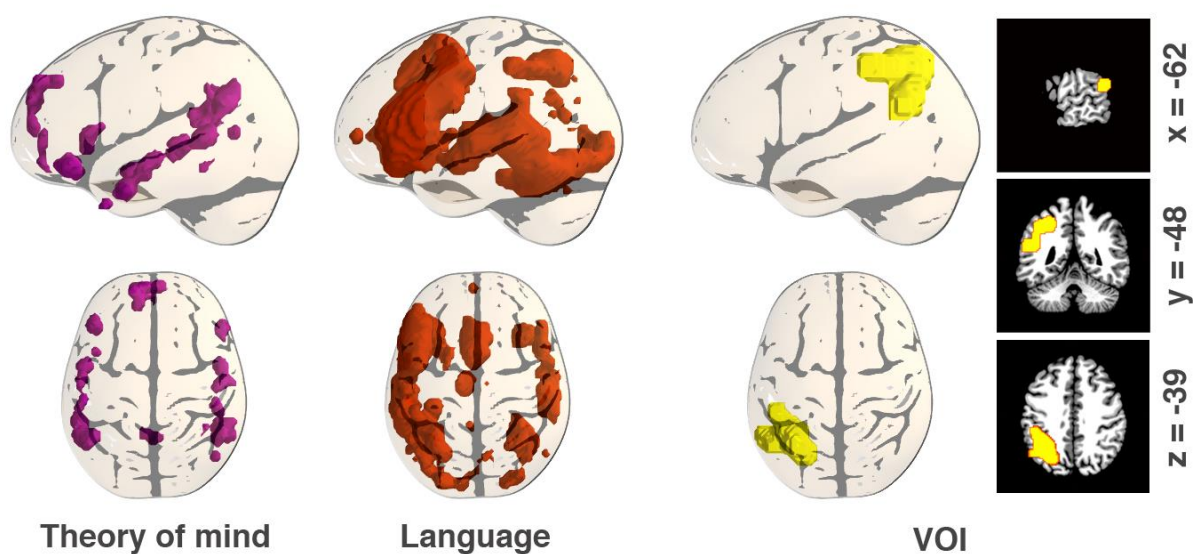 x = -62
y = -48
z = -39
Theory of mind
Language
VOI